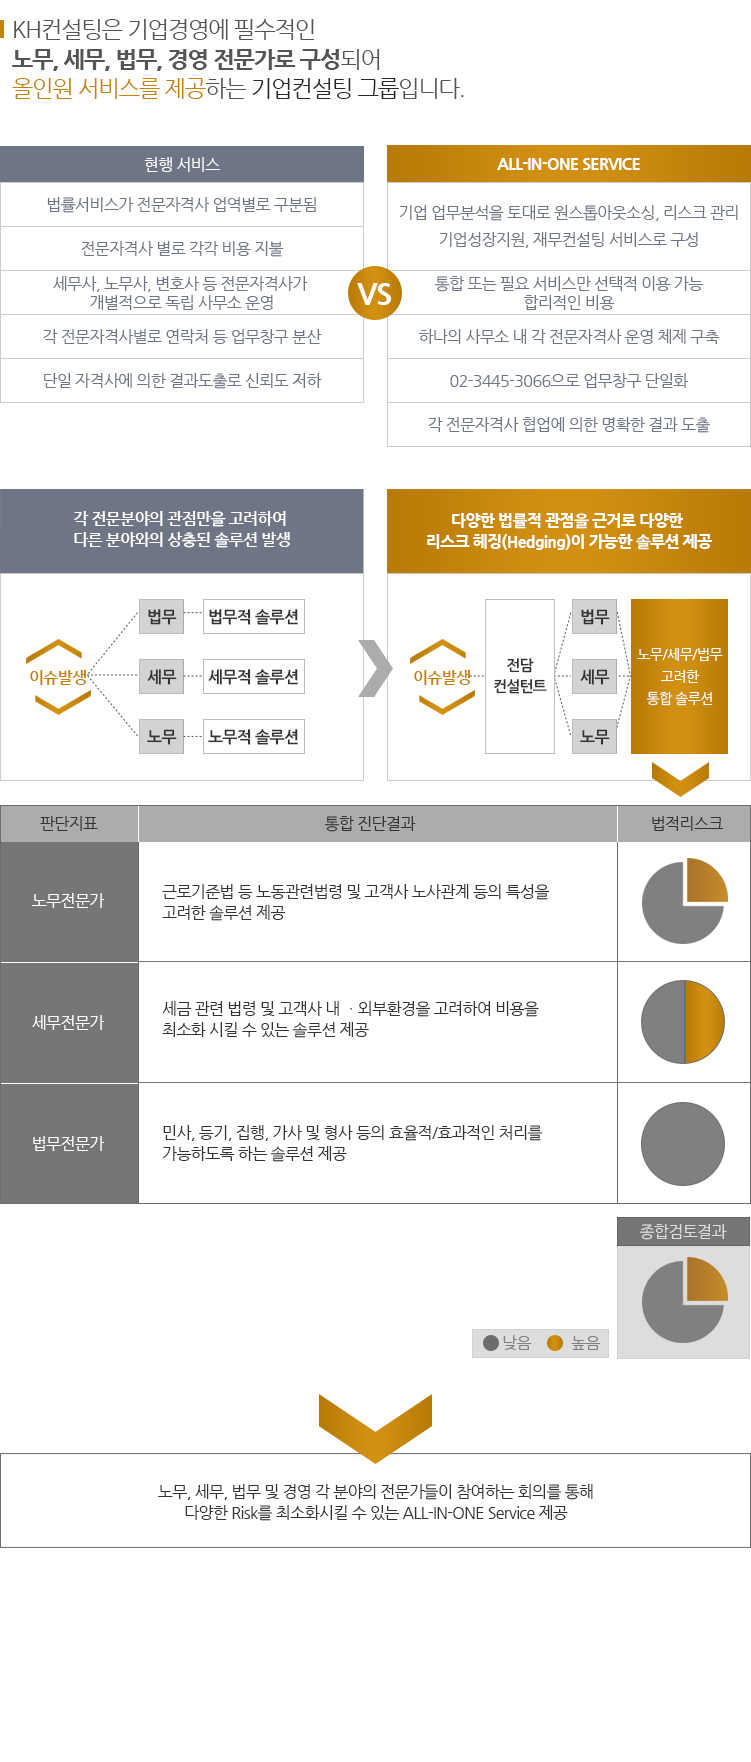 KH컨설팅은 기업경영에 필수적인
노무, 세무, 법무, 경영 전문가로 구성되어
올인원 서비스를 제공하는 기업컨설팅 그룹입니다.
현행 서비스
법률서비스가 전문자격사 업역별로 구분됨
전문자격사 별로 각각 비용 지불
세무사, 노무사, 변호사 등 전문자격사가
개별적으로 독립 사무소 운영
각 전문자격사별로 연락처 등 업무창구 분산
단일 자격사에 의한 결과도출로 신뢰도 저하
VS
ALL-IN-ONE SERVICE
기업 업무분석을 토대로 원스톱아웃소싱, 리스크 관리
기업성장지원, 재무컨설팅 서비스로 구성
통합 또는 필요 서비스만 선택적 이용 가능
합리적인 비용
하나의 사무소 내 각 전문자격사 운영 체제 구축
02-3445-3066으로 업무창구 단일화
각 전문자격사 협업에 의한 명확한 결과 도출
각 전문분야의 관점만을 고려하여
다른 분야와의 상충된 솔루션 발생
이슈발생
법무
법무적 솔루션
세무
세무적 솔루션
노무
노무적 솔루션
다양한 법률적 관점을 근거로 다양한
리스크 헤징(Hedging)이 가능한 솔루션 제공
이슈발생
전담
컨설턴트
법무
세무
노무
노무/세무/법무
고려한
통합 솔루션
판단지표
통합 진단결과
법적리스크
노무전문가
근로기준법 등 노동관련법령 및 고객사 노사관계 등의 특성을
고려한 솔루션 제공
세무전문가
세금 관련 법령 및 고객사 내 · 외부환경을 고려하여 비용을
최소화 시킬 수 있는 솔루션 제공
법무전문가
민사, 등기, 집행, 가사 및 형사 등의 효율적/효과적인 처리를
가능하도록 하는 솔루션 제공
종합검토결과
낮음
높음
노무, 세무, 법무 및 경영 각 분야의 전문가들이 참여하는 회의를 통해
다양한 Risk를 최소화시킬 수 있는 ALL-IN-ONE Service 제공